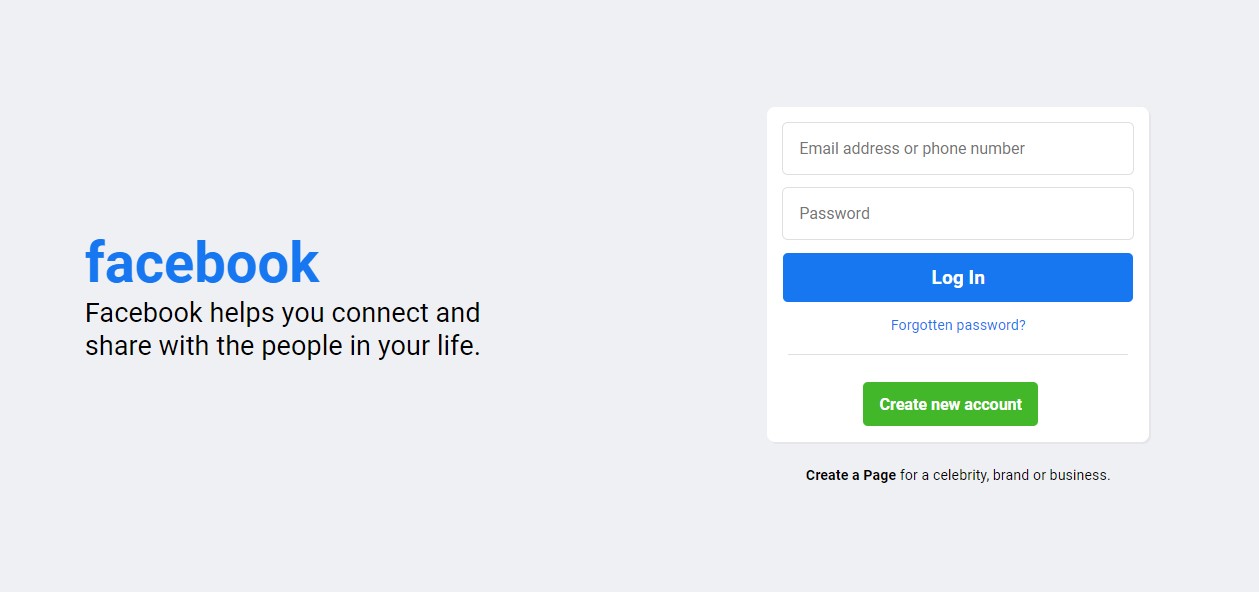 facebook
Facebook helps you connect and
share with the people in your life.
Email address or phone number
Password
Log In
Forgotten password?
Create new account
Create a Page for a celebrity, brand or business.